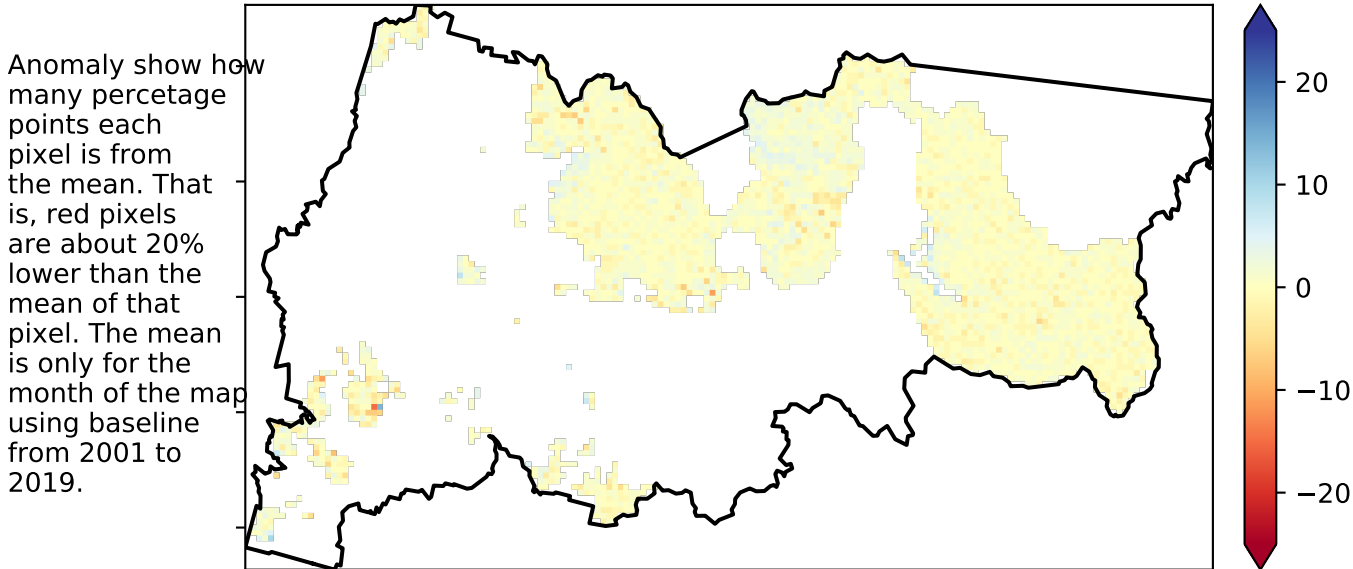 Anomaly show how
many percetage
points each
pixel is from
the mean. That
is, red pixels
are about 20%
lower than the
mean of that
pixel. The mean
is only for the
month of the map
using baseline
from 2001 to
2019.
20
10
0
−10
−20